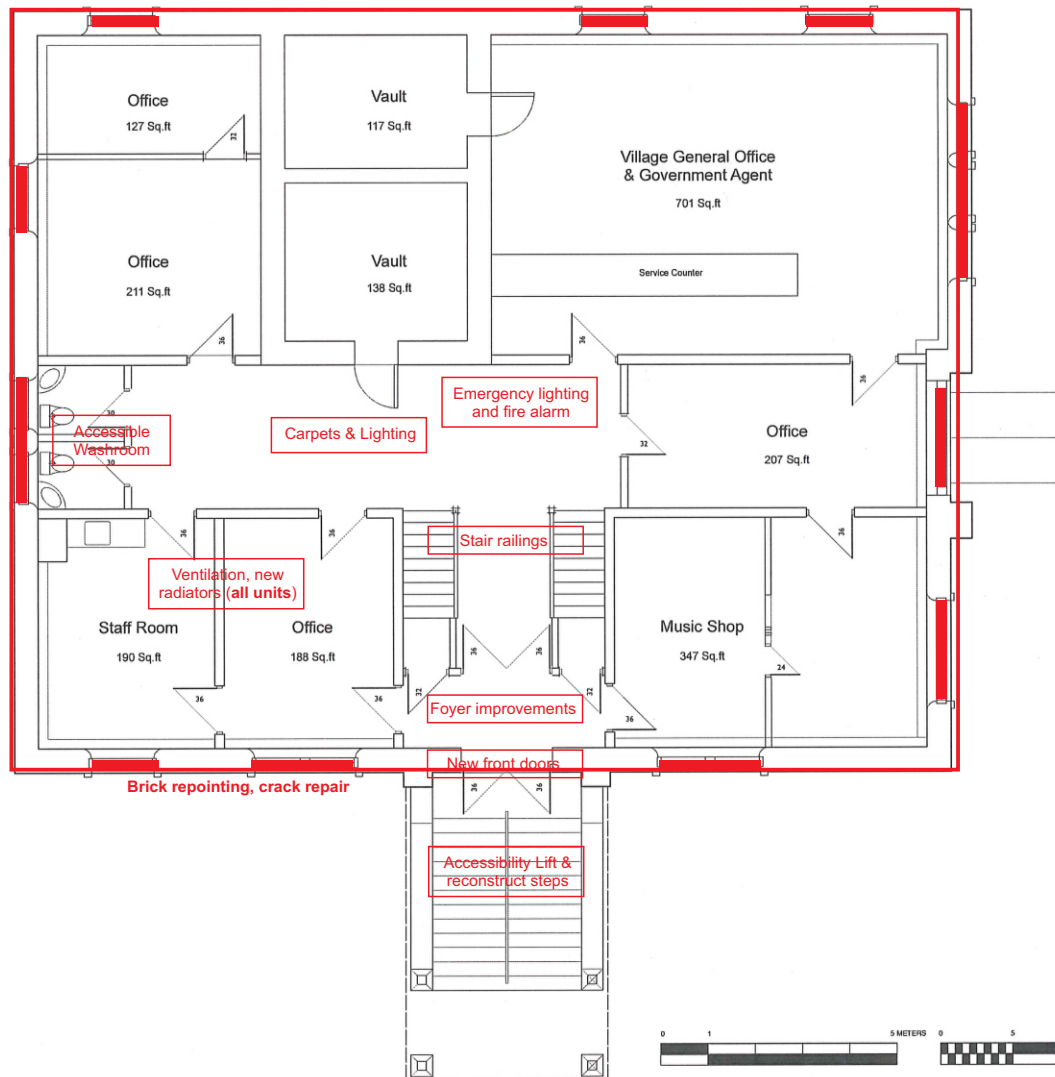 Office
127 Sq.ft
32
Vault
117 Sq.ft
Village General Office
& Government Agent
701 Sq.ft
Office
211 Sq.ft
Vault
138 Sq.ft
Service Counter
36
36
36
Emergency lighting
and fire alarm
Carpets & Lighting
30
Accessible
Washroom
30
32
Office
207 Sq.ft
36
36
36
Stair railings
Ventilation, new
radiators (all units)
Staff Room
190 Sq.ft
Office
188 Sq.ft
Music Shop
347 Sq.ft
36
36
24
36
36
32
32
36
Foyer improvements
New front doors
Brick repointing, crack repair
36
36
Accessibility Lift &
reconstruct steps
0 1 5 METERS 0 5